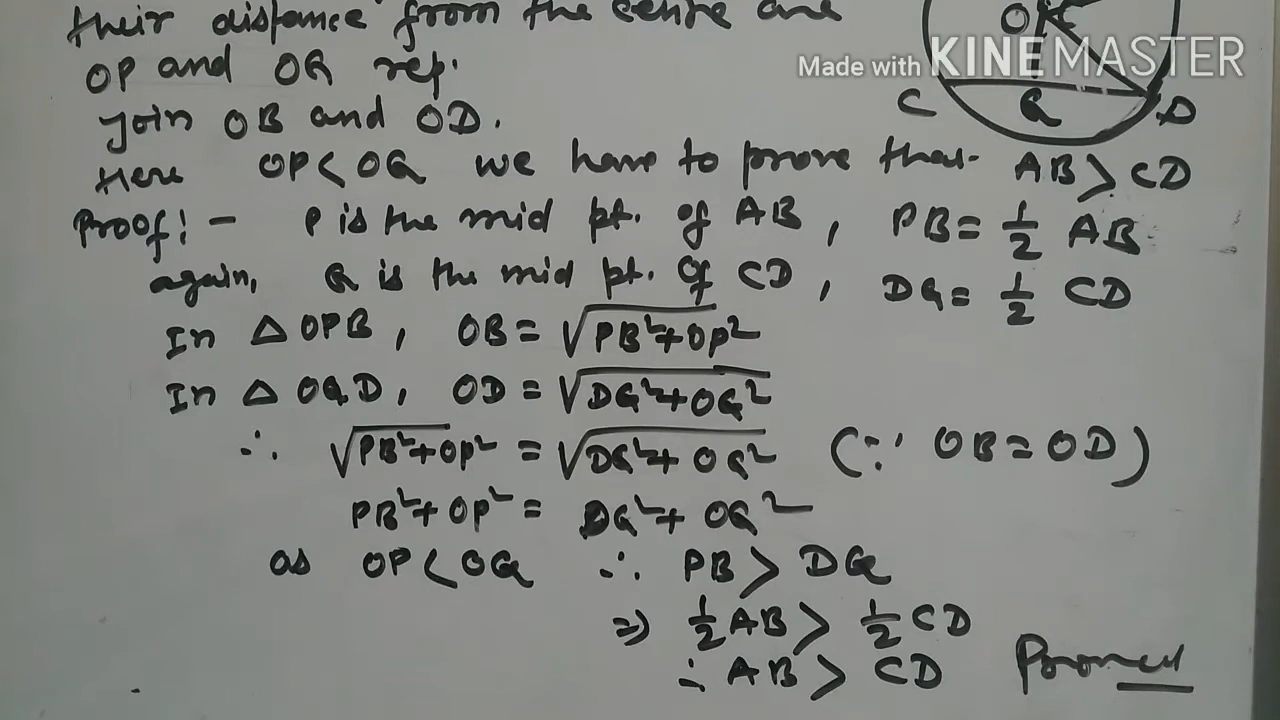 their distance from the centre are
OP and OQ rep.
join OB and OD.
Here OP < OQ we have to prove that AB > CD
Proof:- P is the mid pt. of AB, PB = 1/2 AB
again, Q is the mid pt. of CD, DQ = 1/2 CD
In △ OPB, OB = √PB²+OP²
In △ OQD, OD = √DQ²+OQ²
∴ √PB²+OP² = √DQ²+OQ² (∵ OB = OD)
PB²+OP² = DQ²+OQ²
as OP < OQ ∴ PB > DQ
⇒ 1/2 AB > 1/2 CD
∴ AB > CD Proved
O
Made with KINEMASTER
C Q D